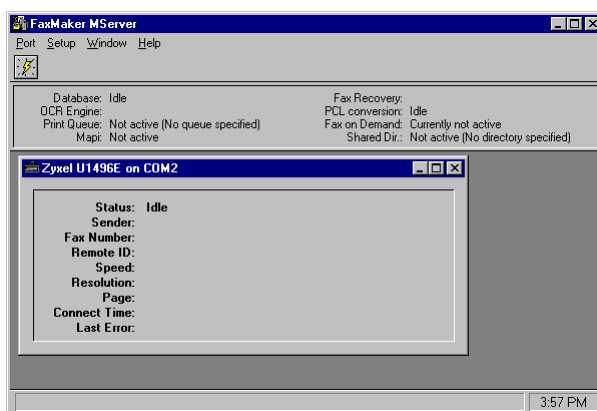 FaxMaker MServer
Port Setup Window Help
Database: Idle
OCR Engine:
Print Queue: Not active (No queue specified)
Mapi: Not active
Fax Recovery:
PCL conversion: Idle
Fax on Demand: Currently not active
Shared Dir.: Not active (No directory specified)
Zyxel U1496E on COM2
Status: Idle
Sender:
Fax Number:
Remote ID:
Speed:
Resolution:
Page:
Connect Time:
Last Error:
3:57 PM